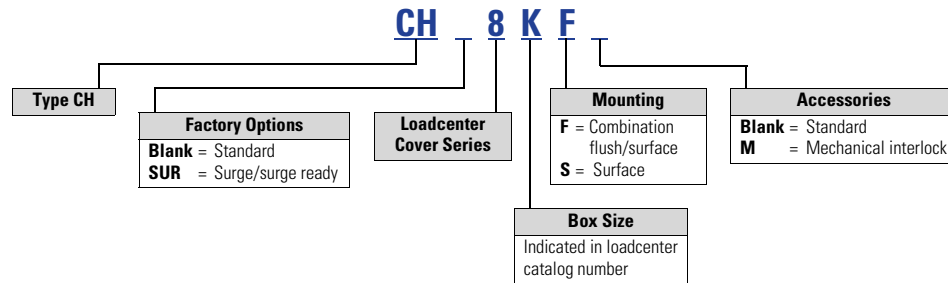 CH _ 8 K F _
Type CH
Factory Options
Blank = Standard
SUR = Surge/surge ready
Loadcenter
Cover Series
Mounting
F = Combination
flush/surface
S = Surface
Accessories
Blank = Standard
M = Mechanical interlock
Box Size
Indicated in loadcenter
catalog number